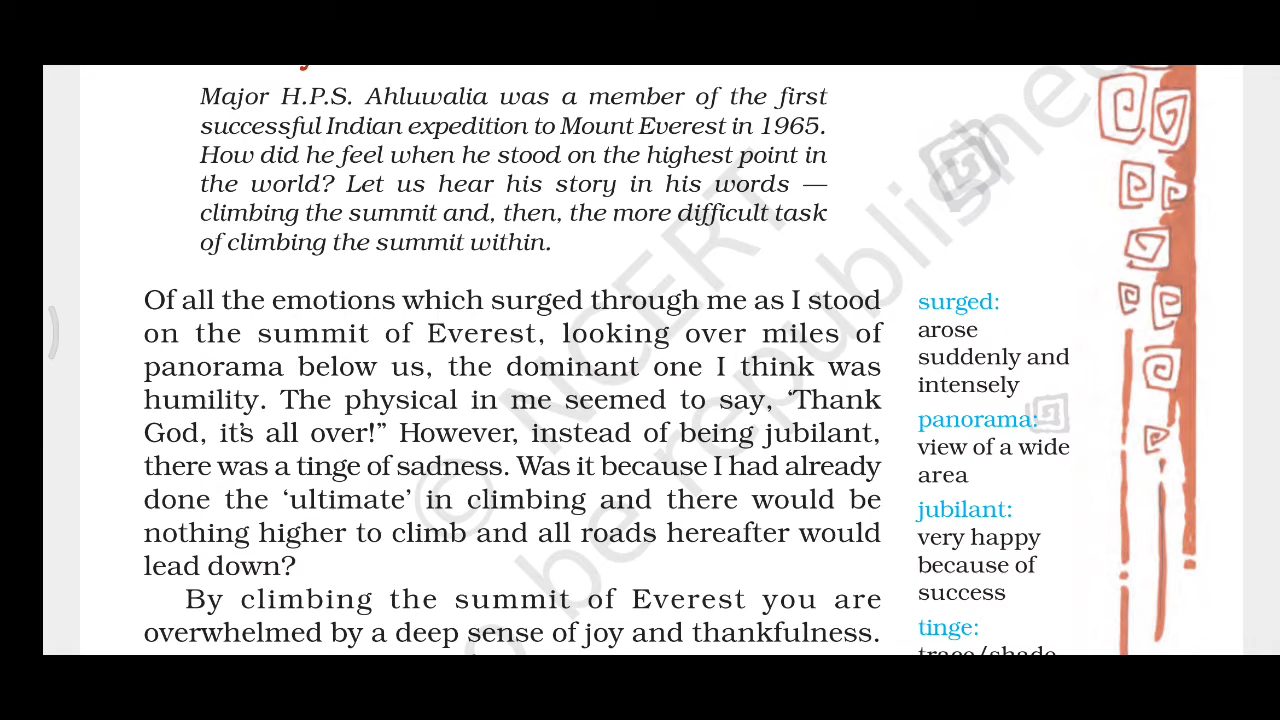 Major H.P.S. Ahluwalia was a member of the first
successful Indian expedition to Mount Everest in 1965.
How did he feel when he stood on the highest point in
the world? Let us hear his story in his words —
climbing the summit and, then, the more difficult task
of climbing the summit within.
Of all the emotions which surged through me as I stood
on the summit of Everest, looking over miles of
panorama below us, the dominant one I think was
humility. The physical in me seemed to say, ‘Thank
God, it’s all over!” However, instead of being jubilant,
there was a tinge of sadness. Was it because I had already
done the ‘ultimate’ in climbing and there would be
nothing higher to climb and all roads hereafter would
lead down?
By climbing the summit of Everest you are
overwhelmed by a deep sense of joy and thankfulness.
surged:
arose
suddenly and
intensely
panorama:
view of a wide
area
jubilant:
very happy
because of
success
tinge:
trace/shade
© NCERT
be republished